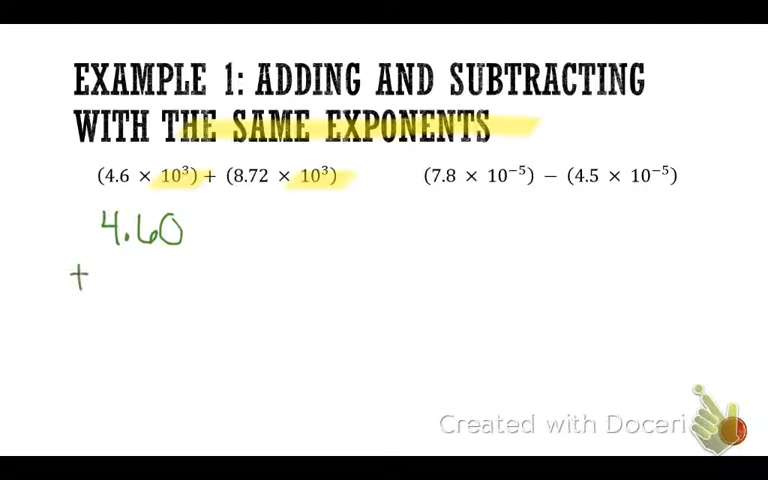 EXAMPLE 1: ADDING AND SUBTRACTING
WITH THE SAME EXPONENTS
(4.6 × 10³) + (8.72 × 10³) (7.8 × 10⁻⁵) − (4.5 × 10⁻⁵)
4.60
+
Created with Doceri